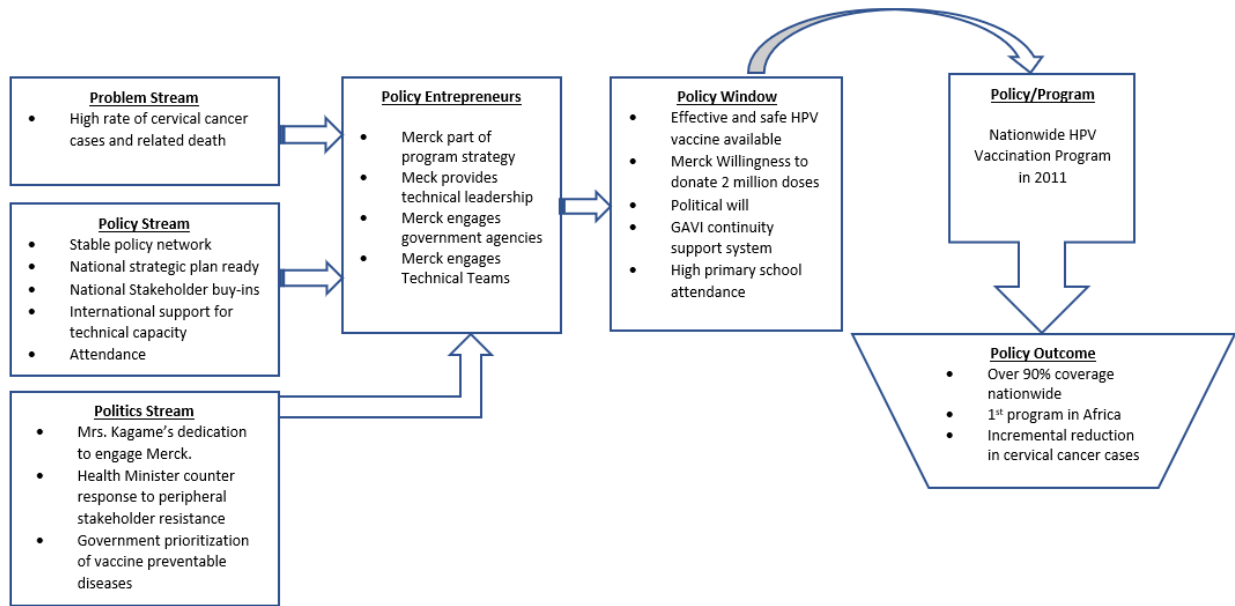 Problem Stream
• High rate of cervical cancer
cases and related death
Policy Stream
• Stable policy network
• National strategic plan ready
• National Stakeholder buy-ins
• International support for
technical capacity
• Attendance
Politics Stream
• Mrs. Kagame’s dedication
to engage Merck.
• Health Minister counter
response to peripheral
stakeholder resistance
• Government prioritization
of vaccine preventable
diseases
Policy Entrepreneurs
• Merck part of
program strategy
• Meck provides
technical leadership
• Merck engages
government agencies
• Merck engages
Technical Teams
Policy Window
• Effective and safe HPV
vaccine available
• Merck Willingness to
donate 2 million doses
• Political will
• GAVI continuity
support system
• High primary school
attendance
Policy/Program
Nationwide HPV
Vaccination Program
in 2011
Policy Outcome
• Over 90% coverage
nationwide
• 1st program in Africa
• Incremental reduction
in cervical cancer cases